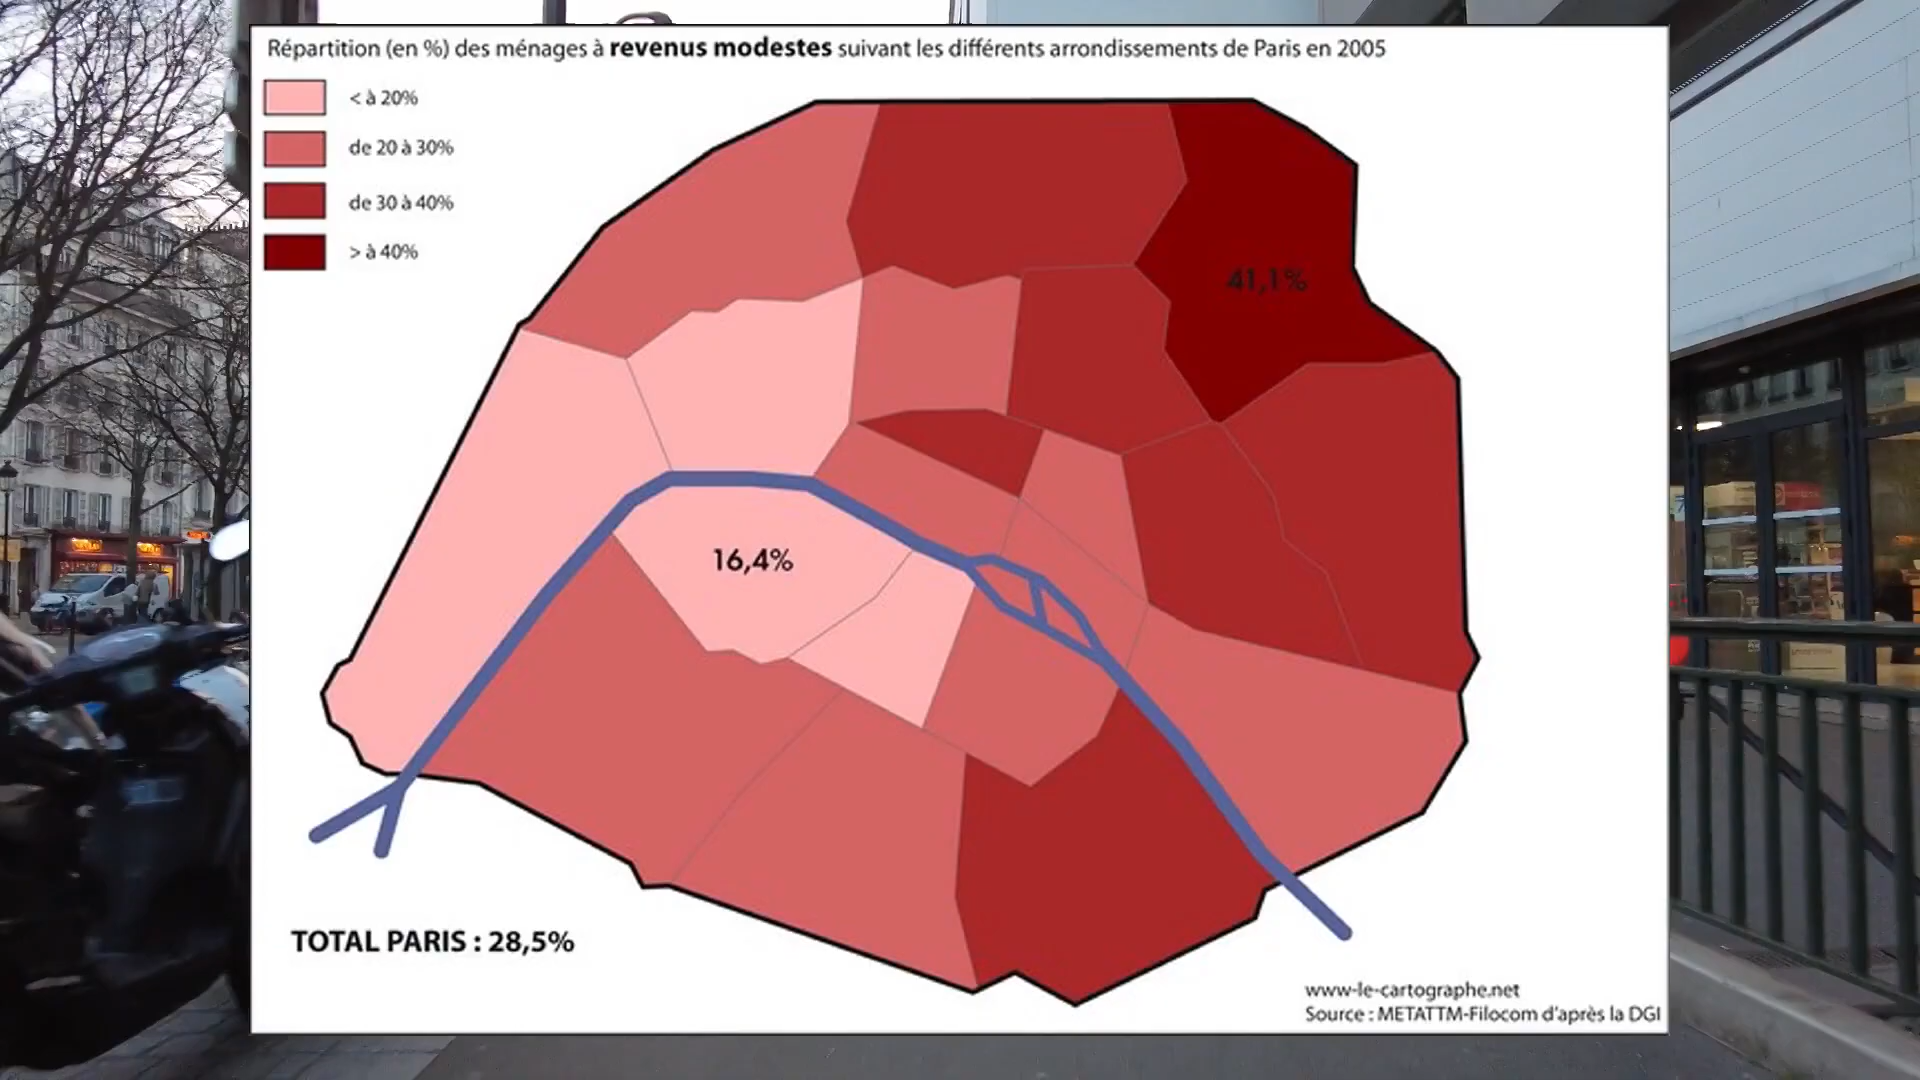 Répartition (en %) des ménages à revenus modestes suivant les différents arrondissements de Paris en 2005
< à 20%
de 20 à 30%
de 30 à 40%
> à 40%
41,1%
16,4%
TOTAL PARIS : 28,5%
www-le-cartographe.net
Source : METATTM-Filocom d'après la DGI